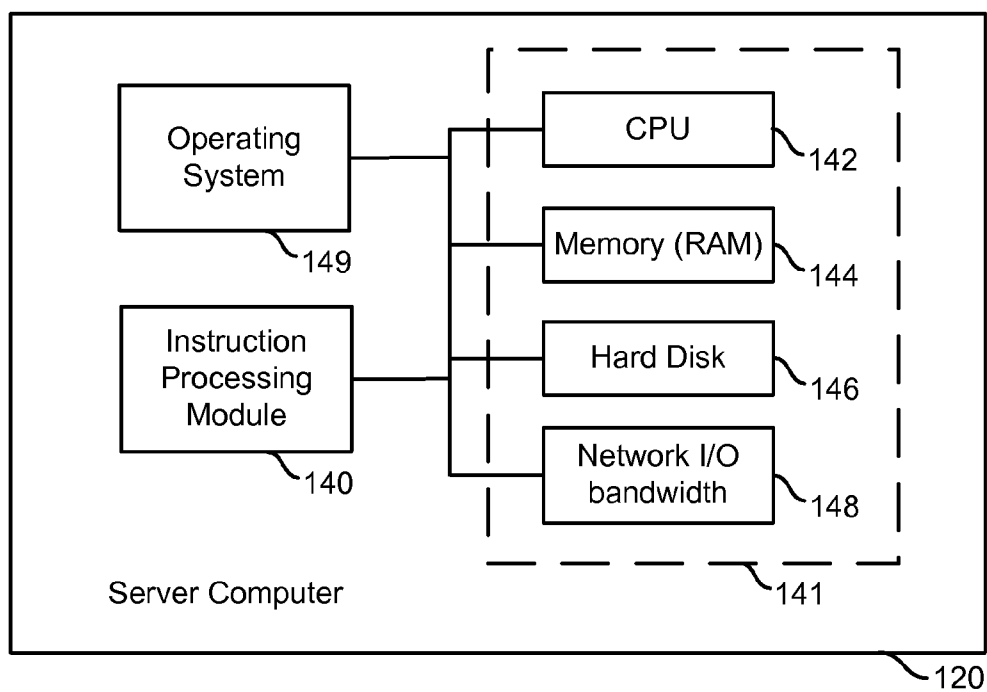 Operating
System
149
Instruction
Processing
Module
140
CPU
142
Memory (RAM)
144
Hard Disk
146
Network I/O
bandwidth
148
141
Server Computer
120